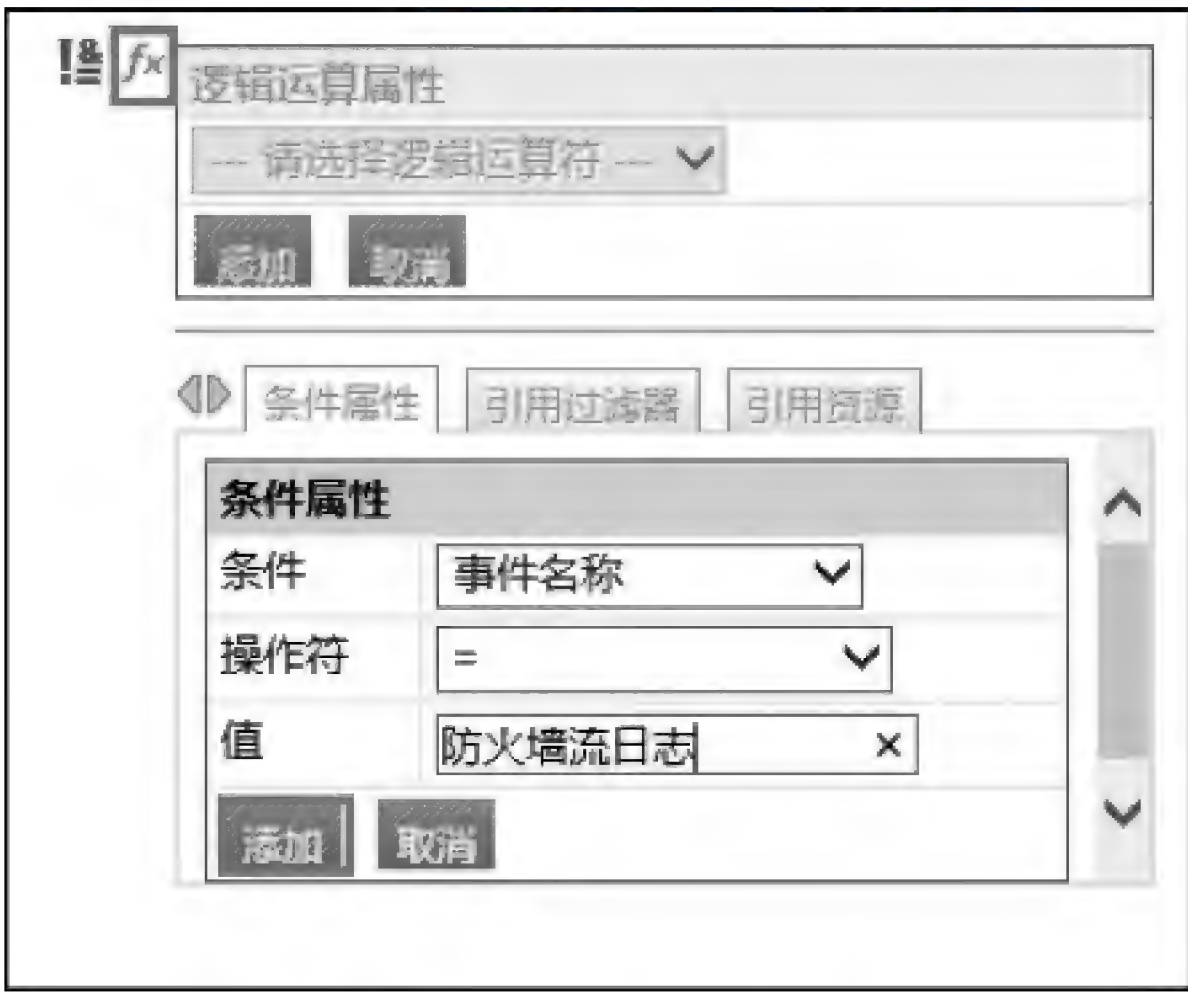 fx
逻辑运算属性
--- 请选择逻辑运算符 ---
添加 取消
条件属性 引用过滤器 引用资源
条件属性
条件 事件名称
操作符 =
值 防火墙流日志 ×
添加 取消